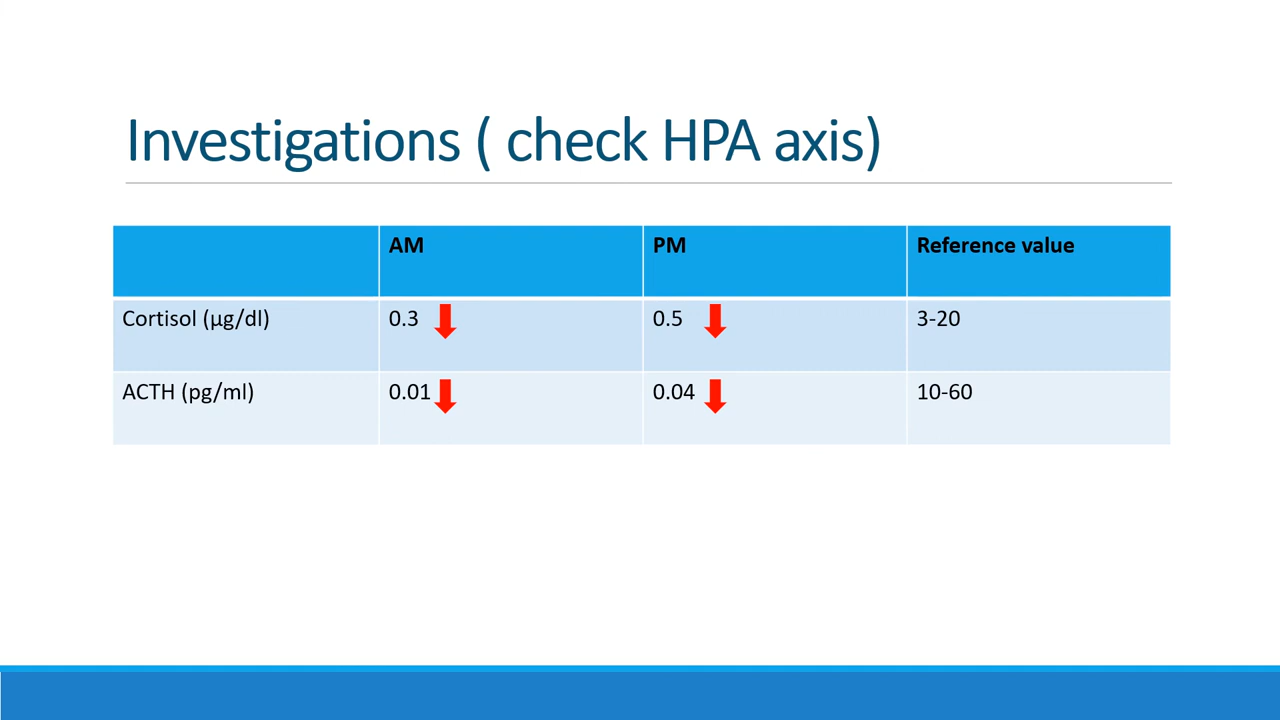 Investigations ( check HPA axis)
AM PM Reference value
Cortisol (µg/dl) 0.3 0.5 3-20
ACTH (pg/ml) 0.01 0.04 10-60